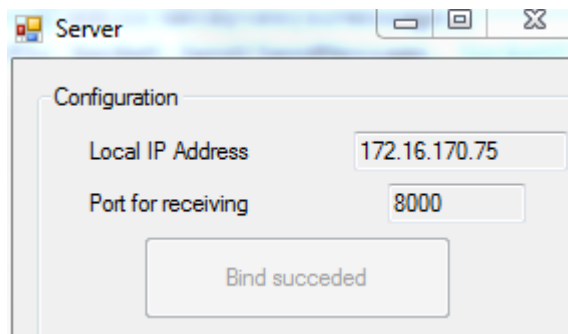 Server
Configuration
Local IP Address 172.16.170.75
Port for receiving 8000
Bind succeded